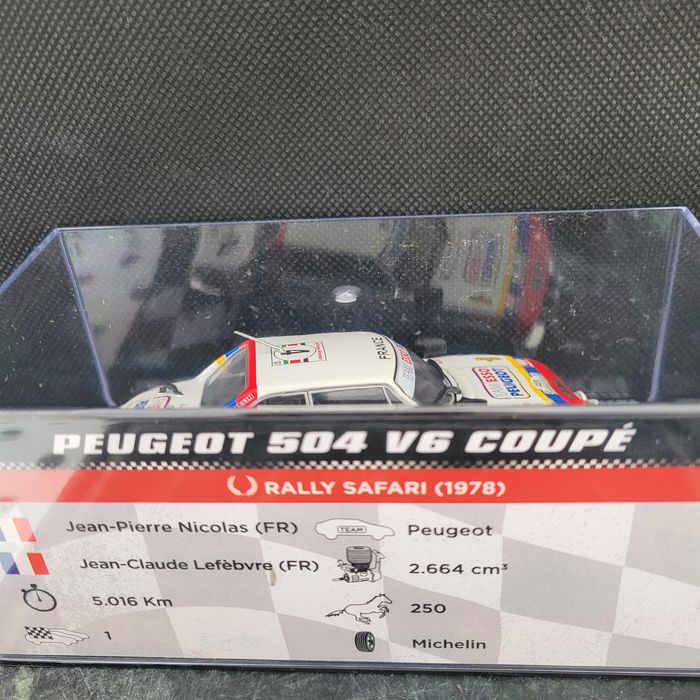 FRANCE
4
ESSO
PEUGEOT
PEUGEOT 504 V6 COUPÉ
RALLY SAFARI (1978)
Jean-Pierre Nicolas (FR) TEAM Peugeot
Jean-Claude Lefèbvre (FR) 2.664 cm³
5.016 Km 250
1 Michelin